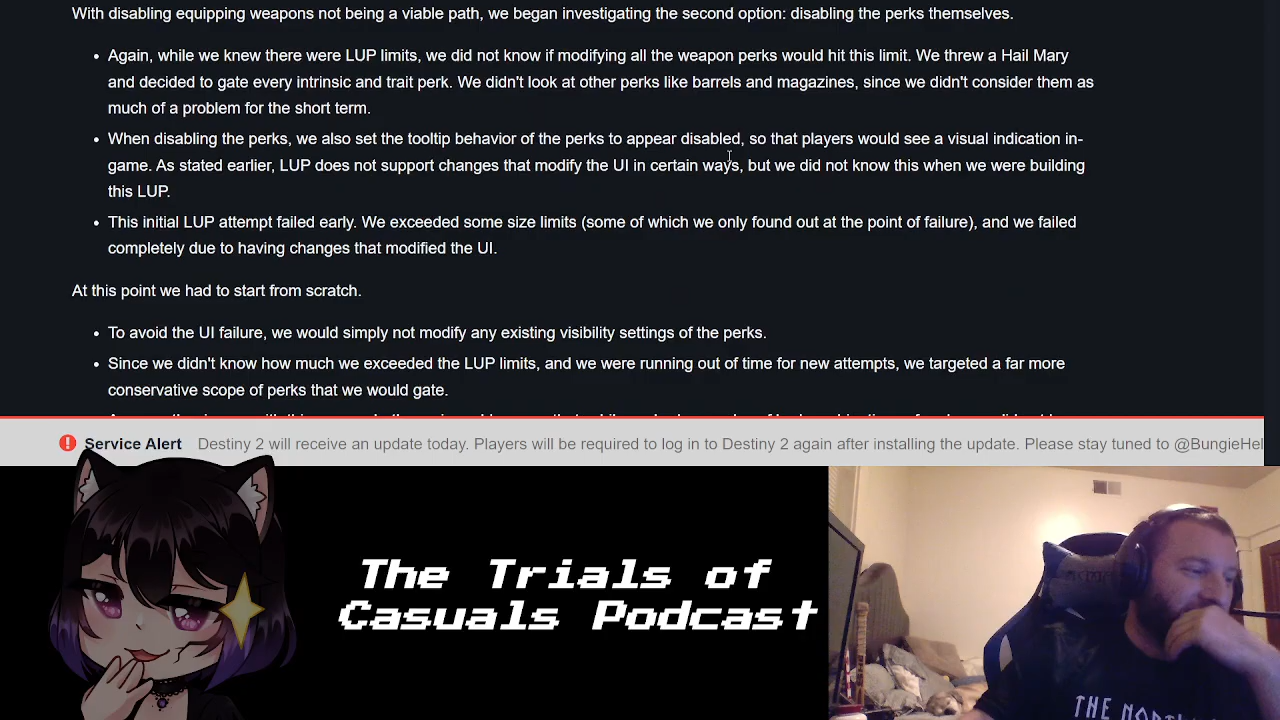 With disabling equipping weapons not being a viable path, we began investigating the second option: disabling the perks themselves.
• Again, while we knew there were LUP limits, we did not know if modifying all the weapon perks would hit this limit. We threw a Hail Mary
and decided to gate every intrinsic and trait perk. We didn't look at other perks like barrels and magazines, since we didn't consider them as
much of a problem for the short term.
• When disabling the perks, we also set the tooltip behavior of the perks to appear disabled, so that players would see a visual indication in-
game. As stated earlier, LUP does not support changes that modify the UI in certain ways, but we did not know this when we were building
this LUP.
• This initial LUP attempt failed early. We exceeded some size limits (some of which we only found out at the point of failure), and we failed
completely due to having changes that modified the UI.
At this point we had to start from scratch.
• To avoid the UI failure, we would simply not modify any existing visibility settings of the perks.
• Since we didn't know how much we exceeded the LUP limits, and we were running out of time for new attempts, we targeted a far more
conservative scope of perks that we would gate.
Service Alert Destiny 2 will receive an update today. Players will be required to log in to Destiny 2 again after installing the update. Please stay tuned to @BungieHel
The Trials of
Casuals Podcast
THE